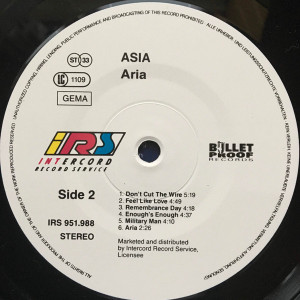 ASIA
Aria
ST 33
LC 1109
GEMA
iRS
INTERCORD
RECORD SERVICE
BULLET
PROOF
RECORDS
Side 2
IRS 951.988
STEREO
1. Don't Cut The Wire 5:19
2. Feel Like Love 4:49
3. Remembrance Day 4:18
4. Enough's Enough 4:37
5. Military Man 4:10
6. Aria 2:26
Marketed and distributed
by Intercord Record Service,
Licensee